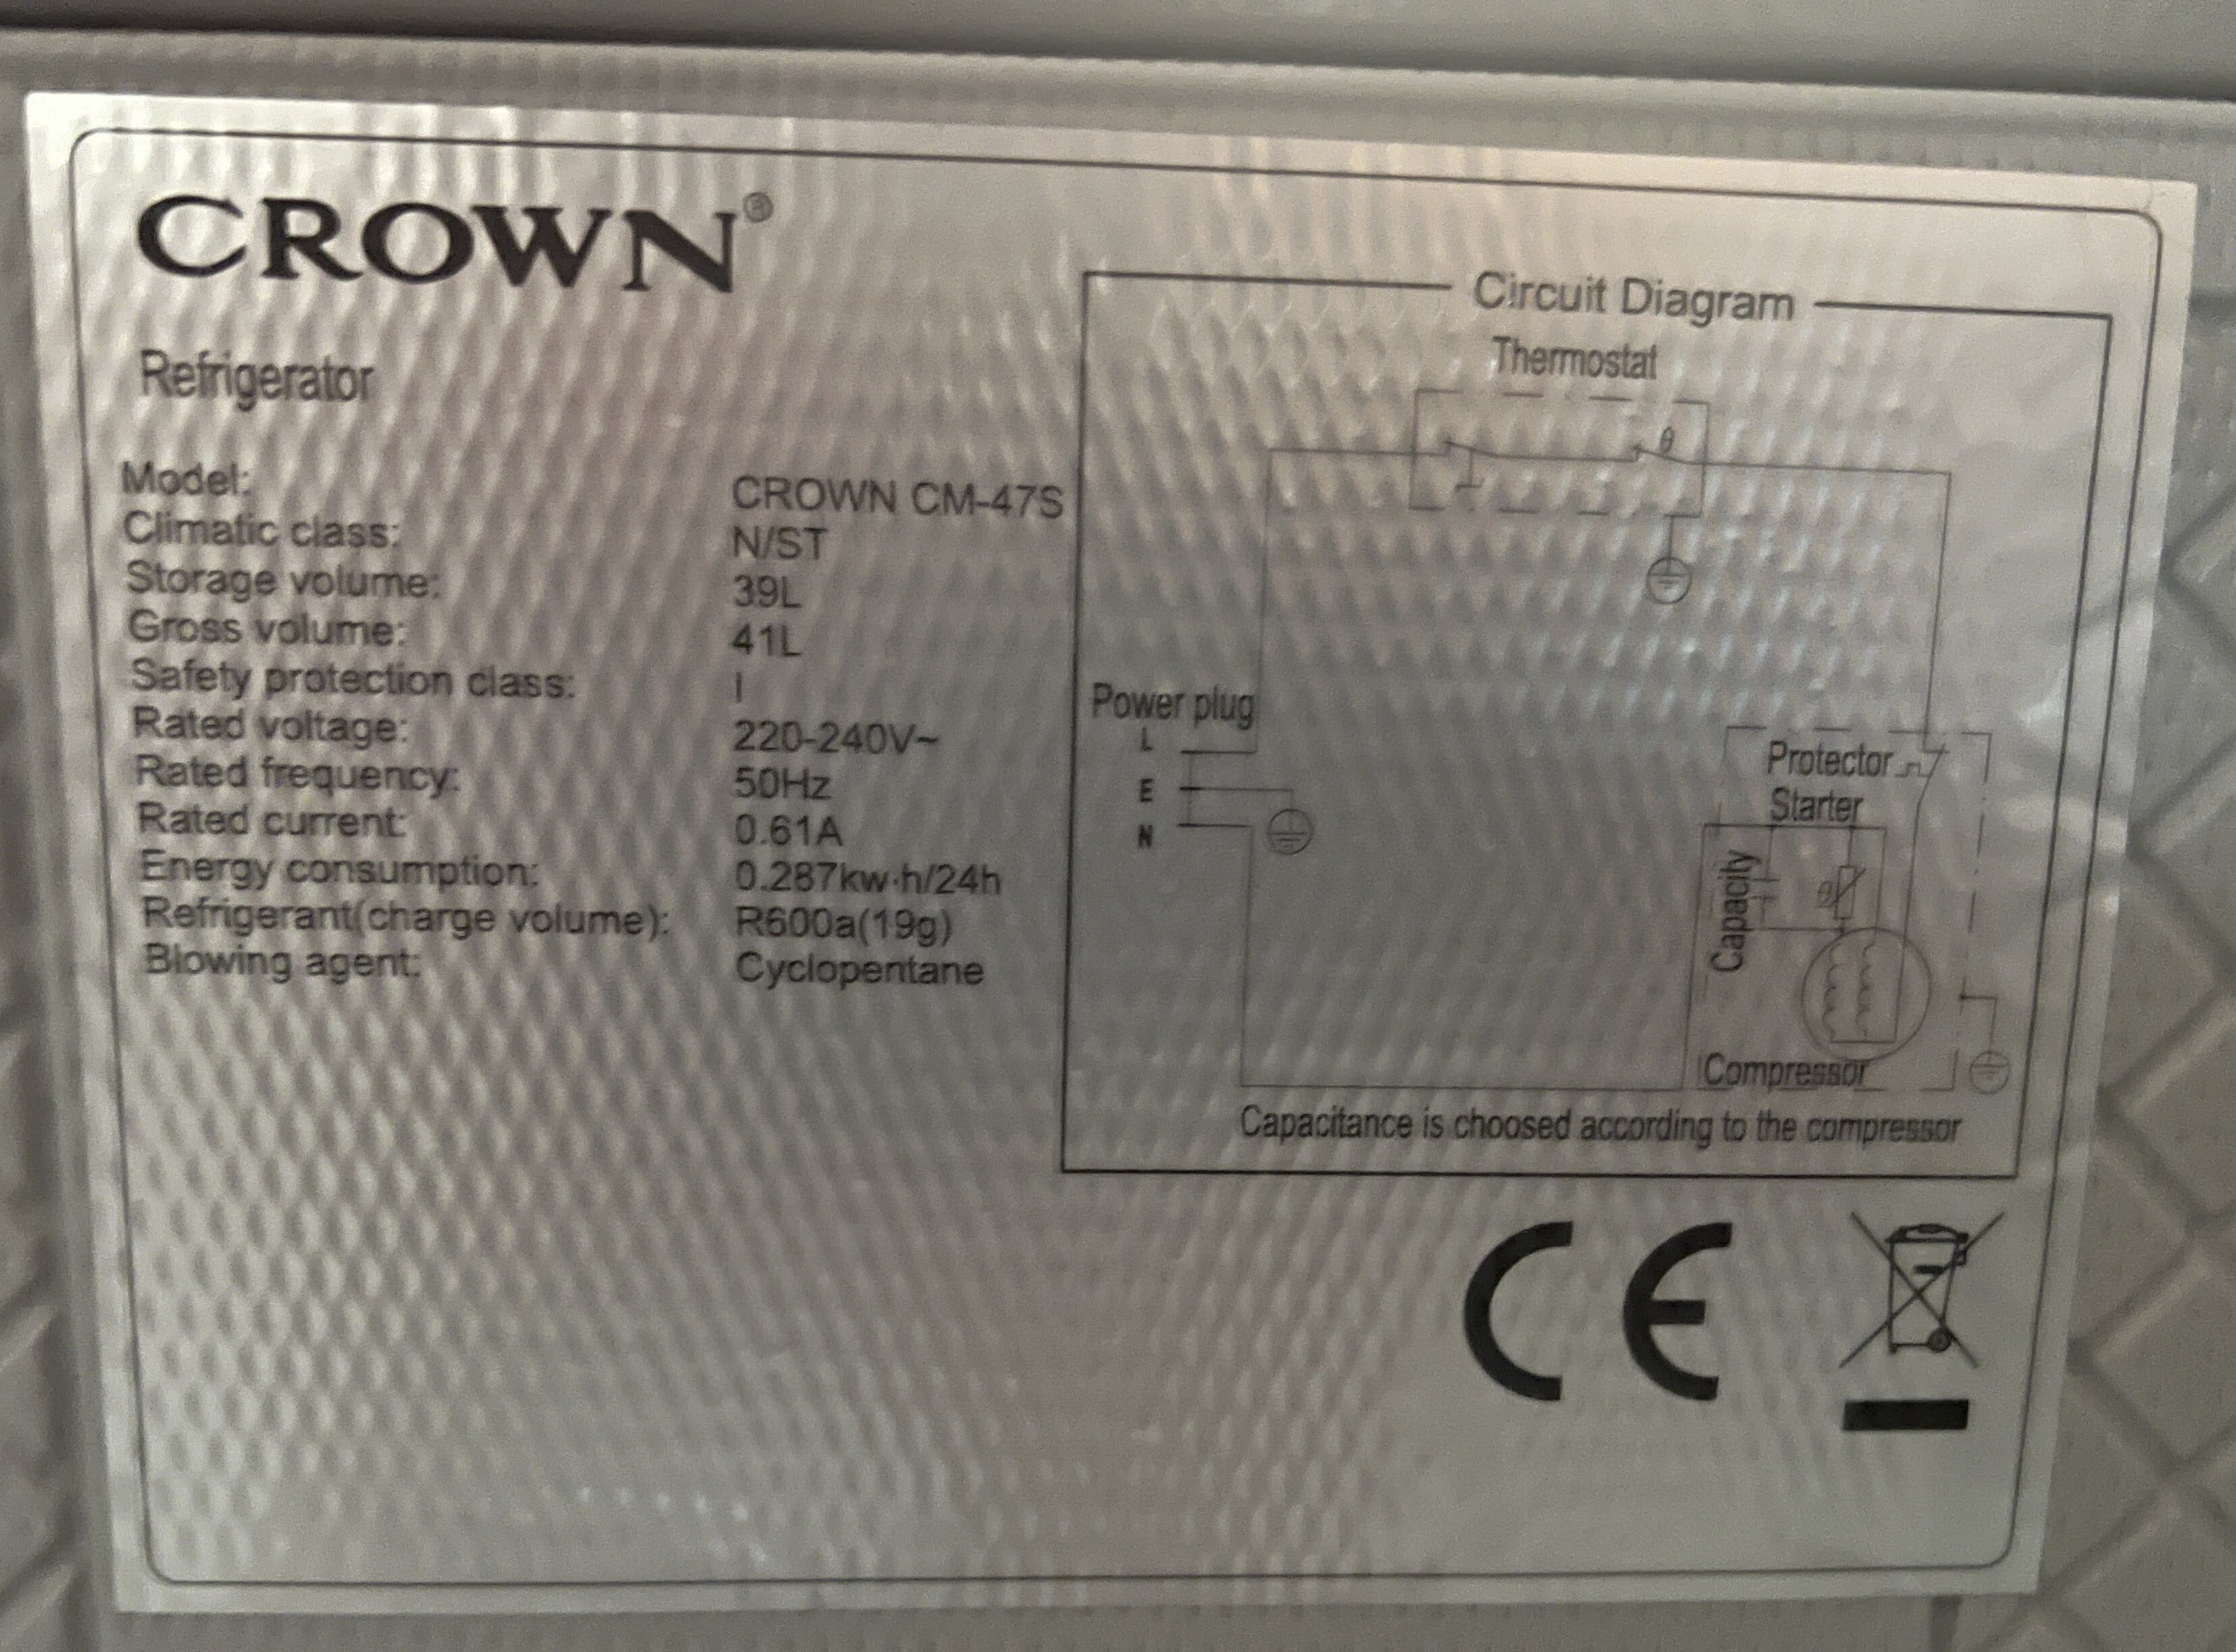 CROWN®
Refrigerator
Model: CROWN CM-47S
Climatic class: N/ST
Storage volume: 39L
Gross volume: 41L
Safety protection class: I
Rated voltage: 220-240V~
Rated frequency: 50Hz
Rated current: 0.61A
Energy consumption: 0.287kw·h/24h
Refrigerant(charge volume): R600a(19g)
Blowing agent: Cyclopentane
Circuit Diagram
Thermostat
θ
Power plug
L
E
N
Protector
Starter
Capacity
θ
Compressor
Capacitance is choosed according to the compressor
CE